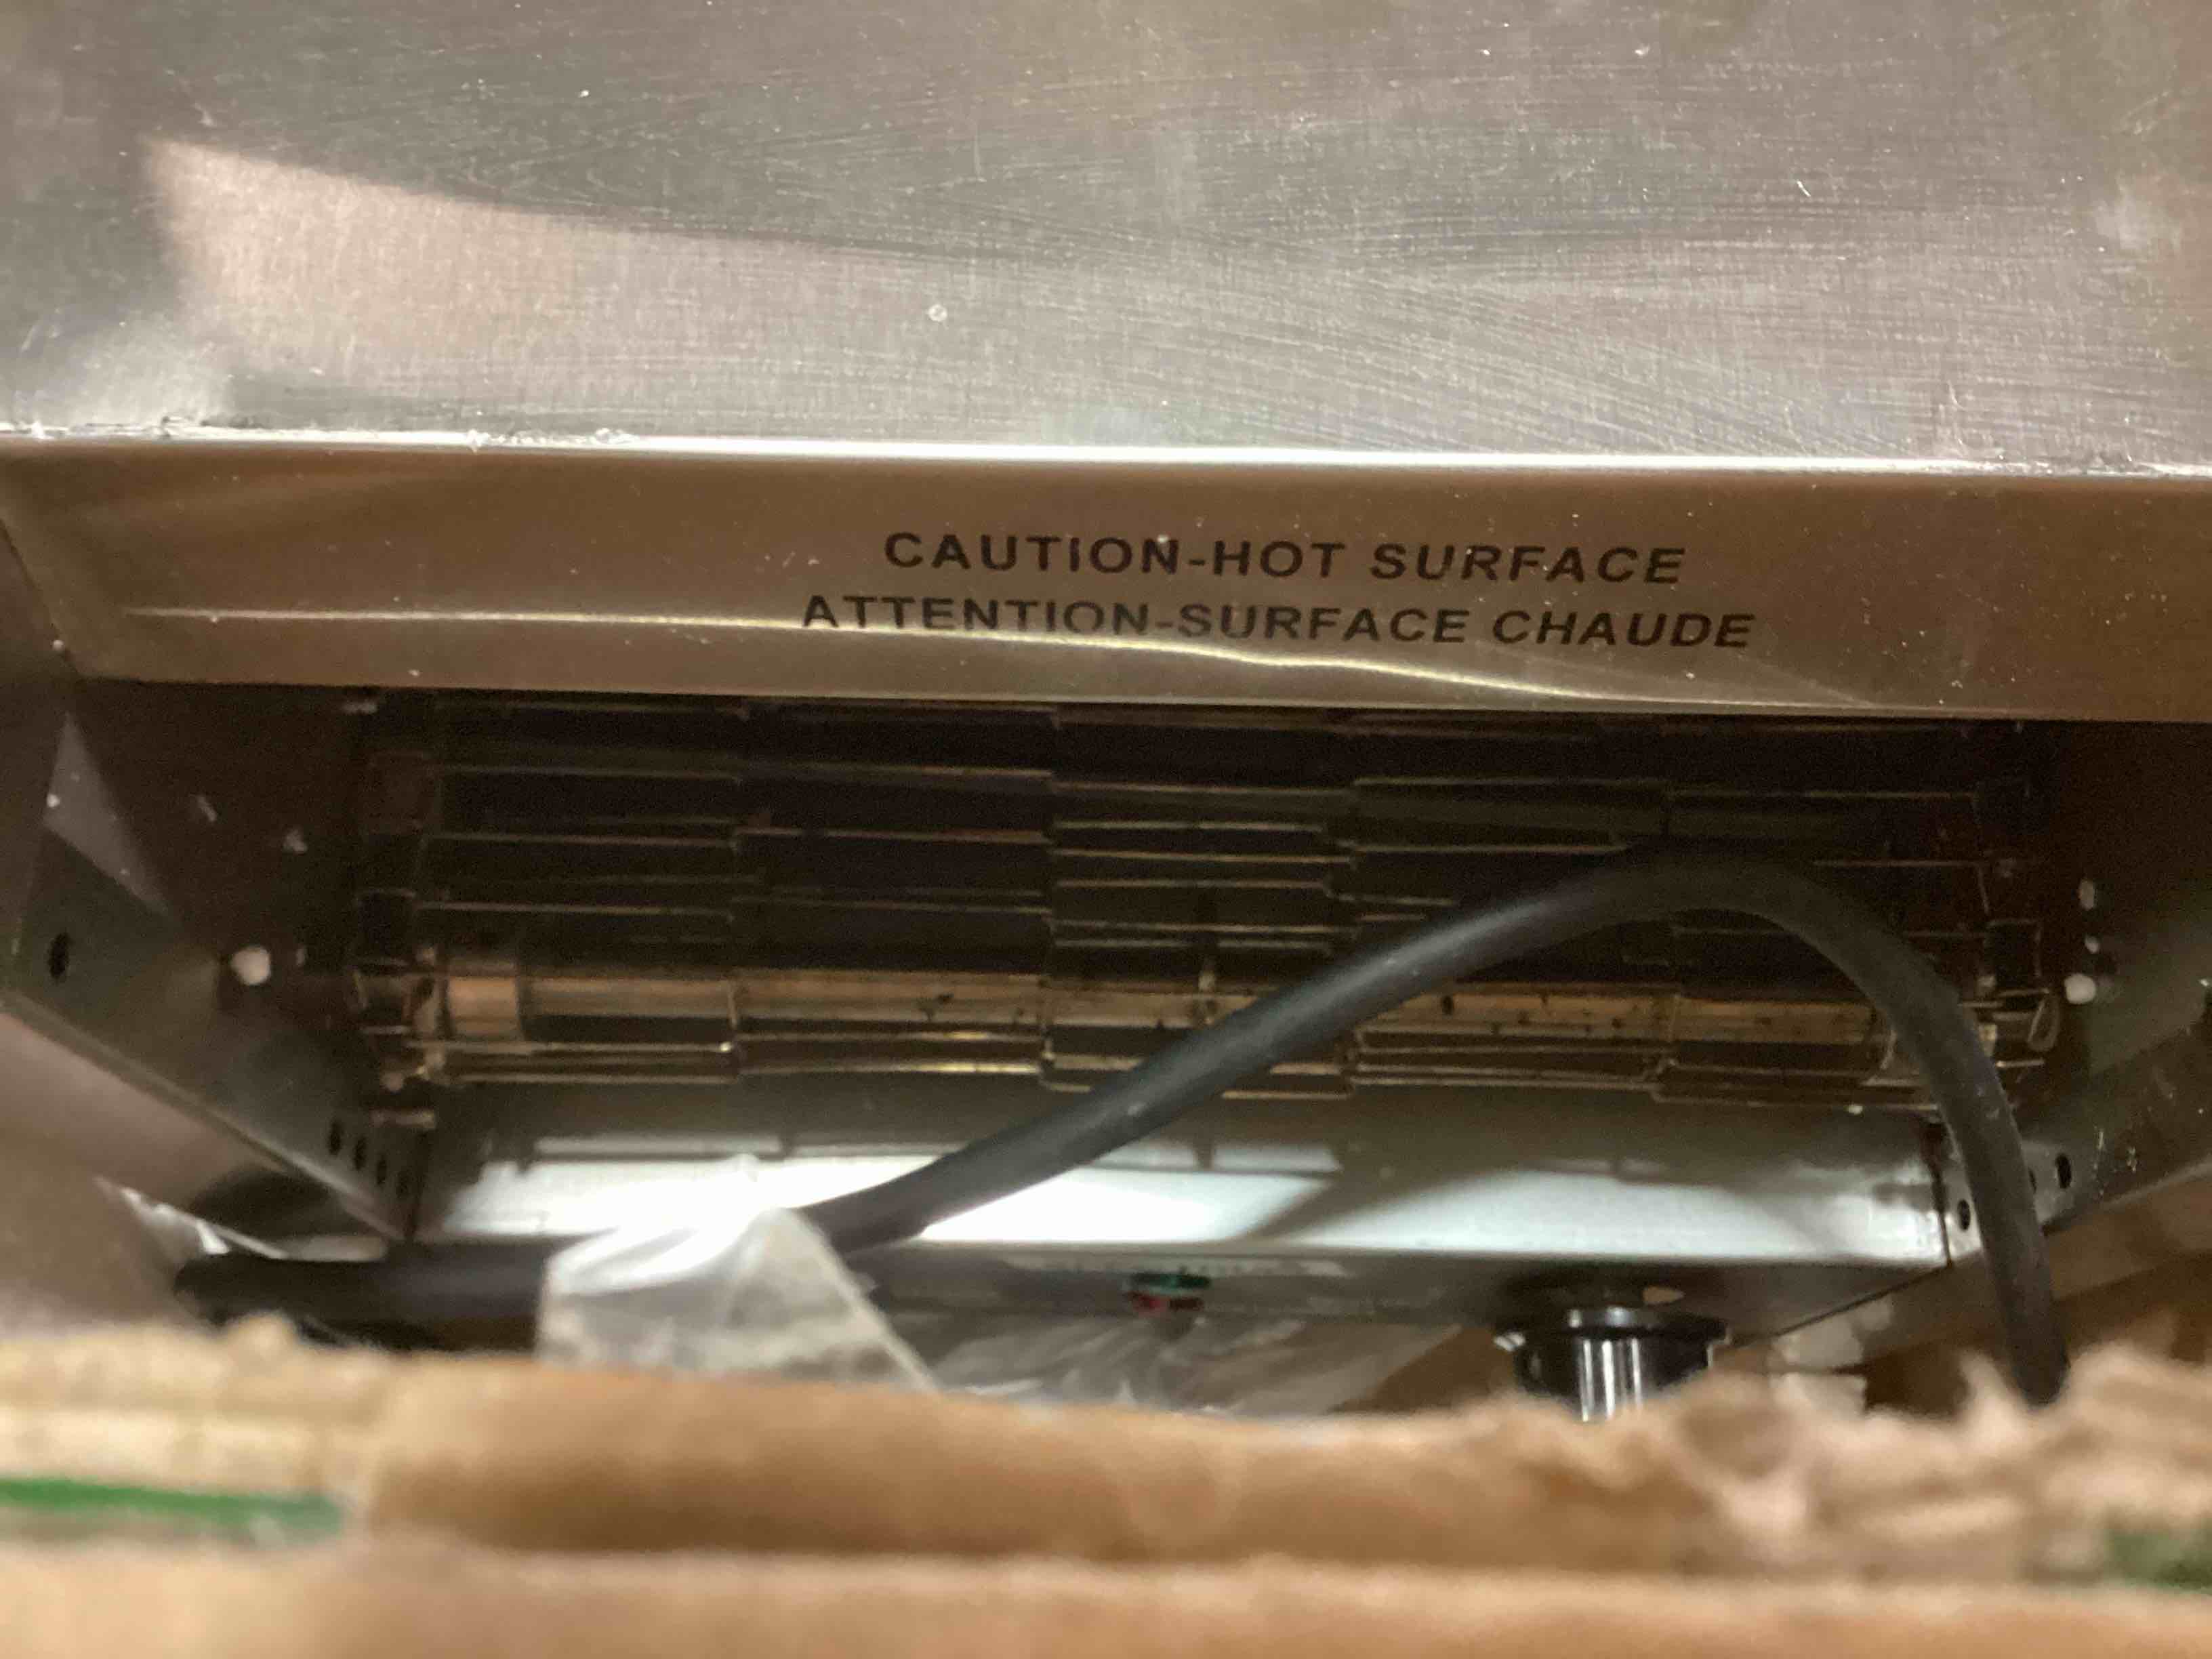 CAUTION-HOT SURFACE
ATTENTION-SURFACE CHAUDE